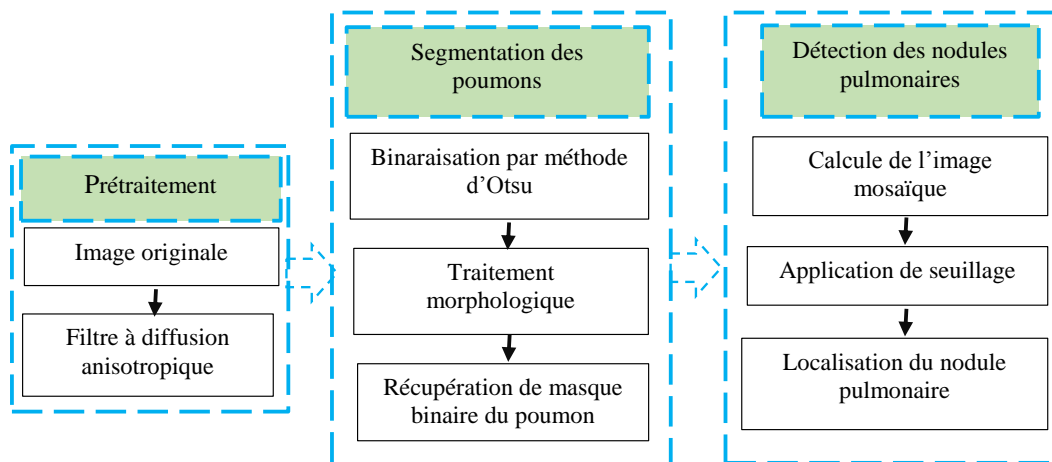 Prétraitement
Image originale
Filtre à diffusion
anisotropique
Segmentation des
poumons
Binaraisation par méthode
d’Otsu
Traitement
morphologique
Récupération de masque
binaire du poumon
Détection des nodules
pulmonaires
Calcule de l’image
mosaïque
Application de seuillage
Localisation du nodule
pulmonaire